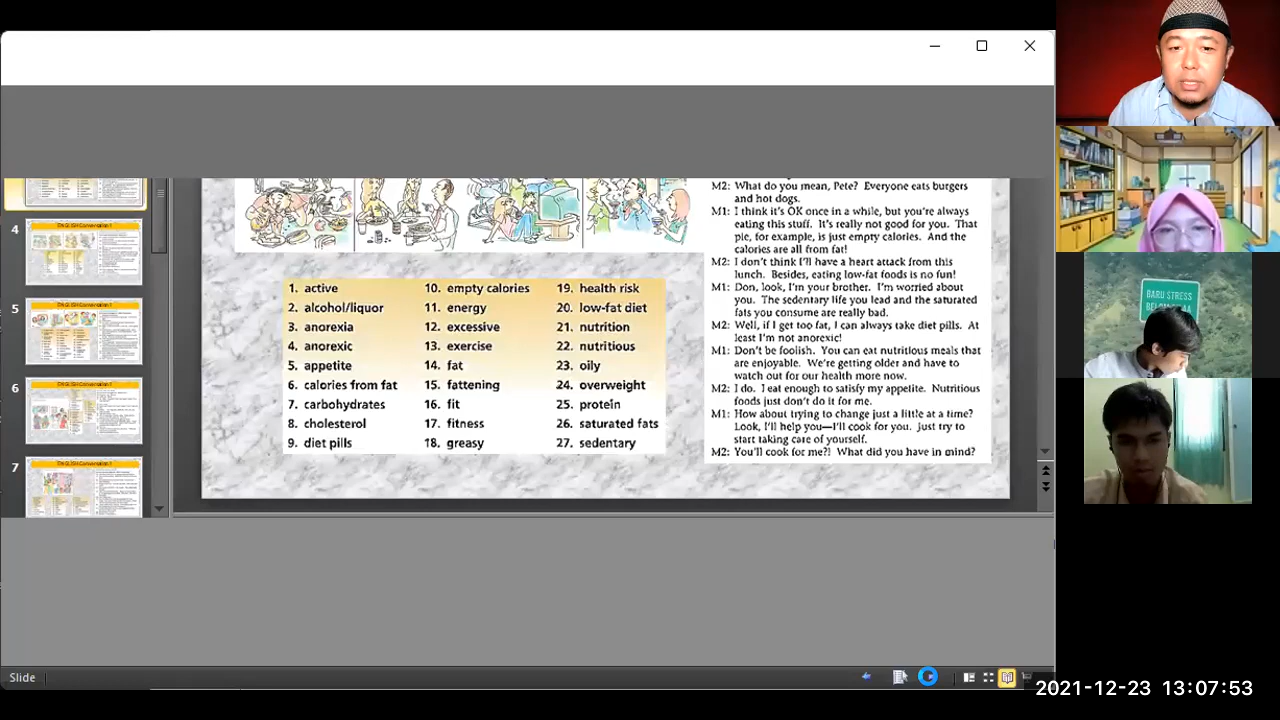 4
5
6
7
1. active
2. alcohol/liquor
3. anorexia
4. anorexic
5. appetite
6. calories from fat
7. carbohydrates
8. cholesterol
9. diet pills
10. empty calories
11. energy
12. excessive
13. exercise
14. fat
15. fattening
16. fit
17. fitness
18. greasy
19. health risk
20. low-fat diet
21. nutrition
22. nutritious
23. oily
24. overweight
25. protein
26. saturated fats
27. sedentary
M2: What do you mean, Pete? Everyone eats burgers
and hot dogs.
M1: I think it's OK once in a while, but you're always
eating this stuff. It's really not good for you. That
pie, for example, is just empty calories. And the
calories are all from fat!
M2: I don't think I'll have a heart attack from this
lunch. Besides, eating low-fat foods is no fun!
M1: Don, look, I'm your brother. I'm worried about
you. The sedentary life you lead and the saturated
fats you consume are really bad.
M2: Well, if I get too fat, I can always take diet pills. At
least I'm not anorexic!
M1: Don't be foolish. You can eat nutritious meals that
are enjoyable. We're getting older and have to
watch out for our health more now.
M2: I do. I eat enough to satisfy my appetite. Nutritious
foods just don't do it for me.
M1: How about trying to change just a little at a time?
Look, I'll help you—I'll cook for you. Just try to
start taking care of yourself.
M2: You'll cook for me?! What did you have in mind?
BARU STRESS
Slide
2021-12-23 13:07:53